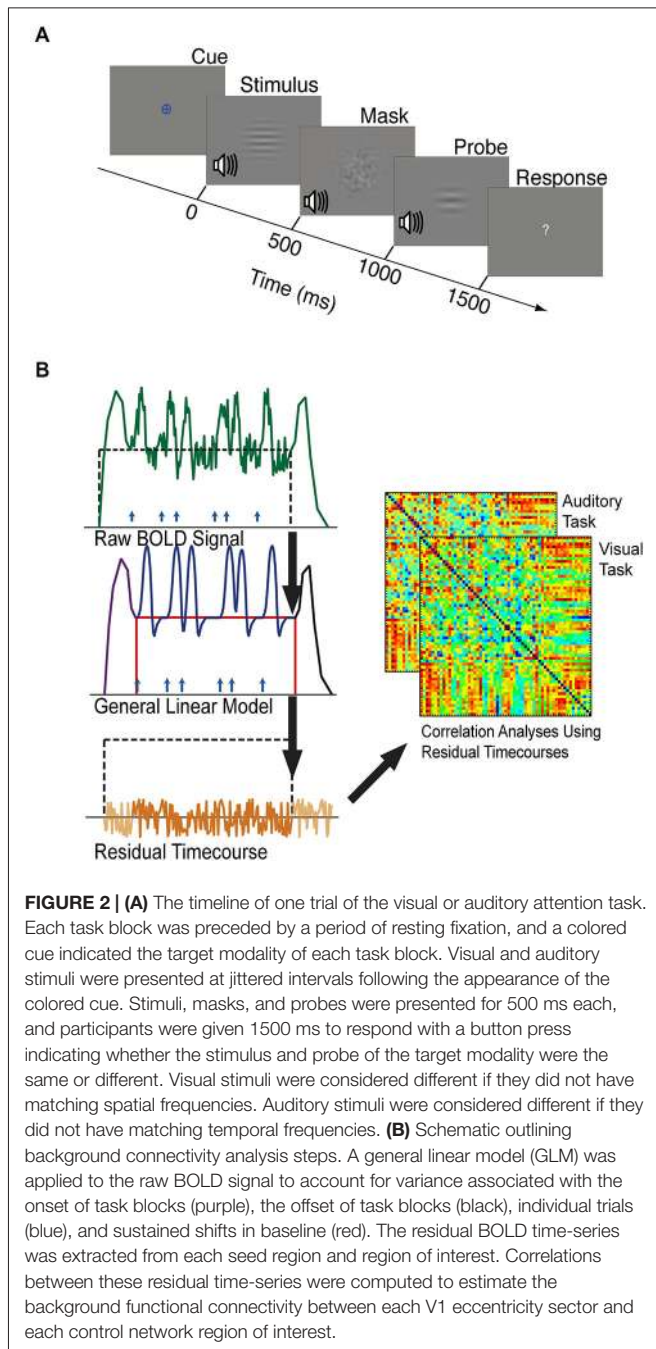 A
Cue
Stimulus
Mask
Probe
Response
?
0
500
1000
1500
Time (ms)
B
Raw BOLD Signal
General Linear Model
Residual Timecourse
Auditory
Task
Visual
Task
Correlation Analyses Using
Residual Timecourses
FIGURE 2 | (A) The timeline of one trial of the visual or auditory attention task.
Each task block was preceded by a period of resting fixation, and a colored
cue indicated the target modality of each task block. Visual and auditory
stimuli were presented at jittered intervals following the appearance of the
colored cue. Stimuli, masks, and probes were presented for 500 ms each,
and participants were given 1500 ms to respond with a button press
indicating whether the stimulus and probe of the target modality were the
same or different. Visual stimuli were considered different if they did not have
matching spatial frequencies. Auditory stimuli were considered different if they
did not have matching temporal frequencies. (B) Schematic outlining
background connectivity analysis steps. A general linear model (GLM) was
applied to the raw BOLD signal to account for variance associated with the
onset of task blocks (purple), the offset of task blocks (black), individual trials
(blue), and sustained shifts in baseline (red). The residual BOLD time-series
was extracted from each seed region and region of interest. Correlations
between these residual time-series were computed to estimate the
background functional connectivity between each V1 eccentricity sector and
each control network region of interest.